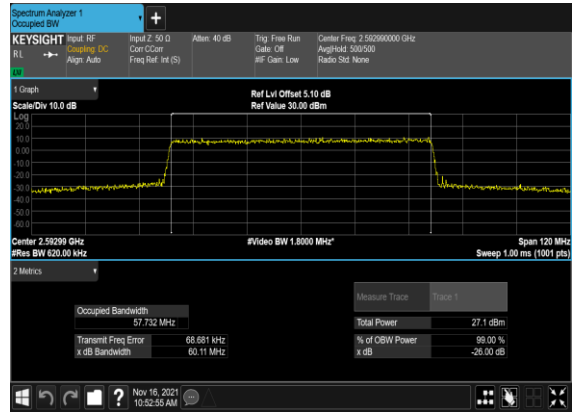 Spectrum Analyzer 1
Occupied BW
+
KEYSIGHT Input: RF Input Z: 50 Ω Atten: 40 dB Trig: Free Run Center Freq: 2.592990000 GHz
RL Coupling: DC Corr CCorr Gate: Off Avg|Hold: 500/500
Align: Auto Freq Ref: Int (S) #IF Gain: Low Radio Std: None
LW
1 Graph
Ref Lvl Offset 5.10 dB
Scale/Div 10.0 dB Ref Value 30.00 dBm
Log
20.0
10.0
0.00
-10.0
-20.0
-30.0
-40.0
-50.0
-60.0
Center 2.59299 GHz #Video BW 1.8000 MHz* Span 120 MHz
#Res BW 620.00 kHz Sweep 1.00 ms (1001 pts)
2 Metrics
Measure Trace Trace 1
Occupied Bandwidth
57.732 MHz Total Power 27.1 dBm
Transmit Freq Error 68.681 kHz % of OBW Power 99.00 %
x dB Bandwidth 60.11 MHz x dB -26.00 dB
? Nov 16, 2021
10:52:55 AM